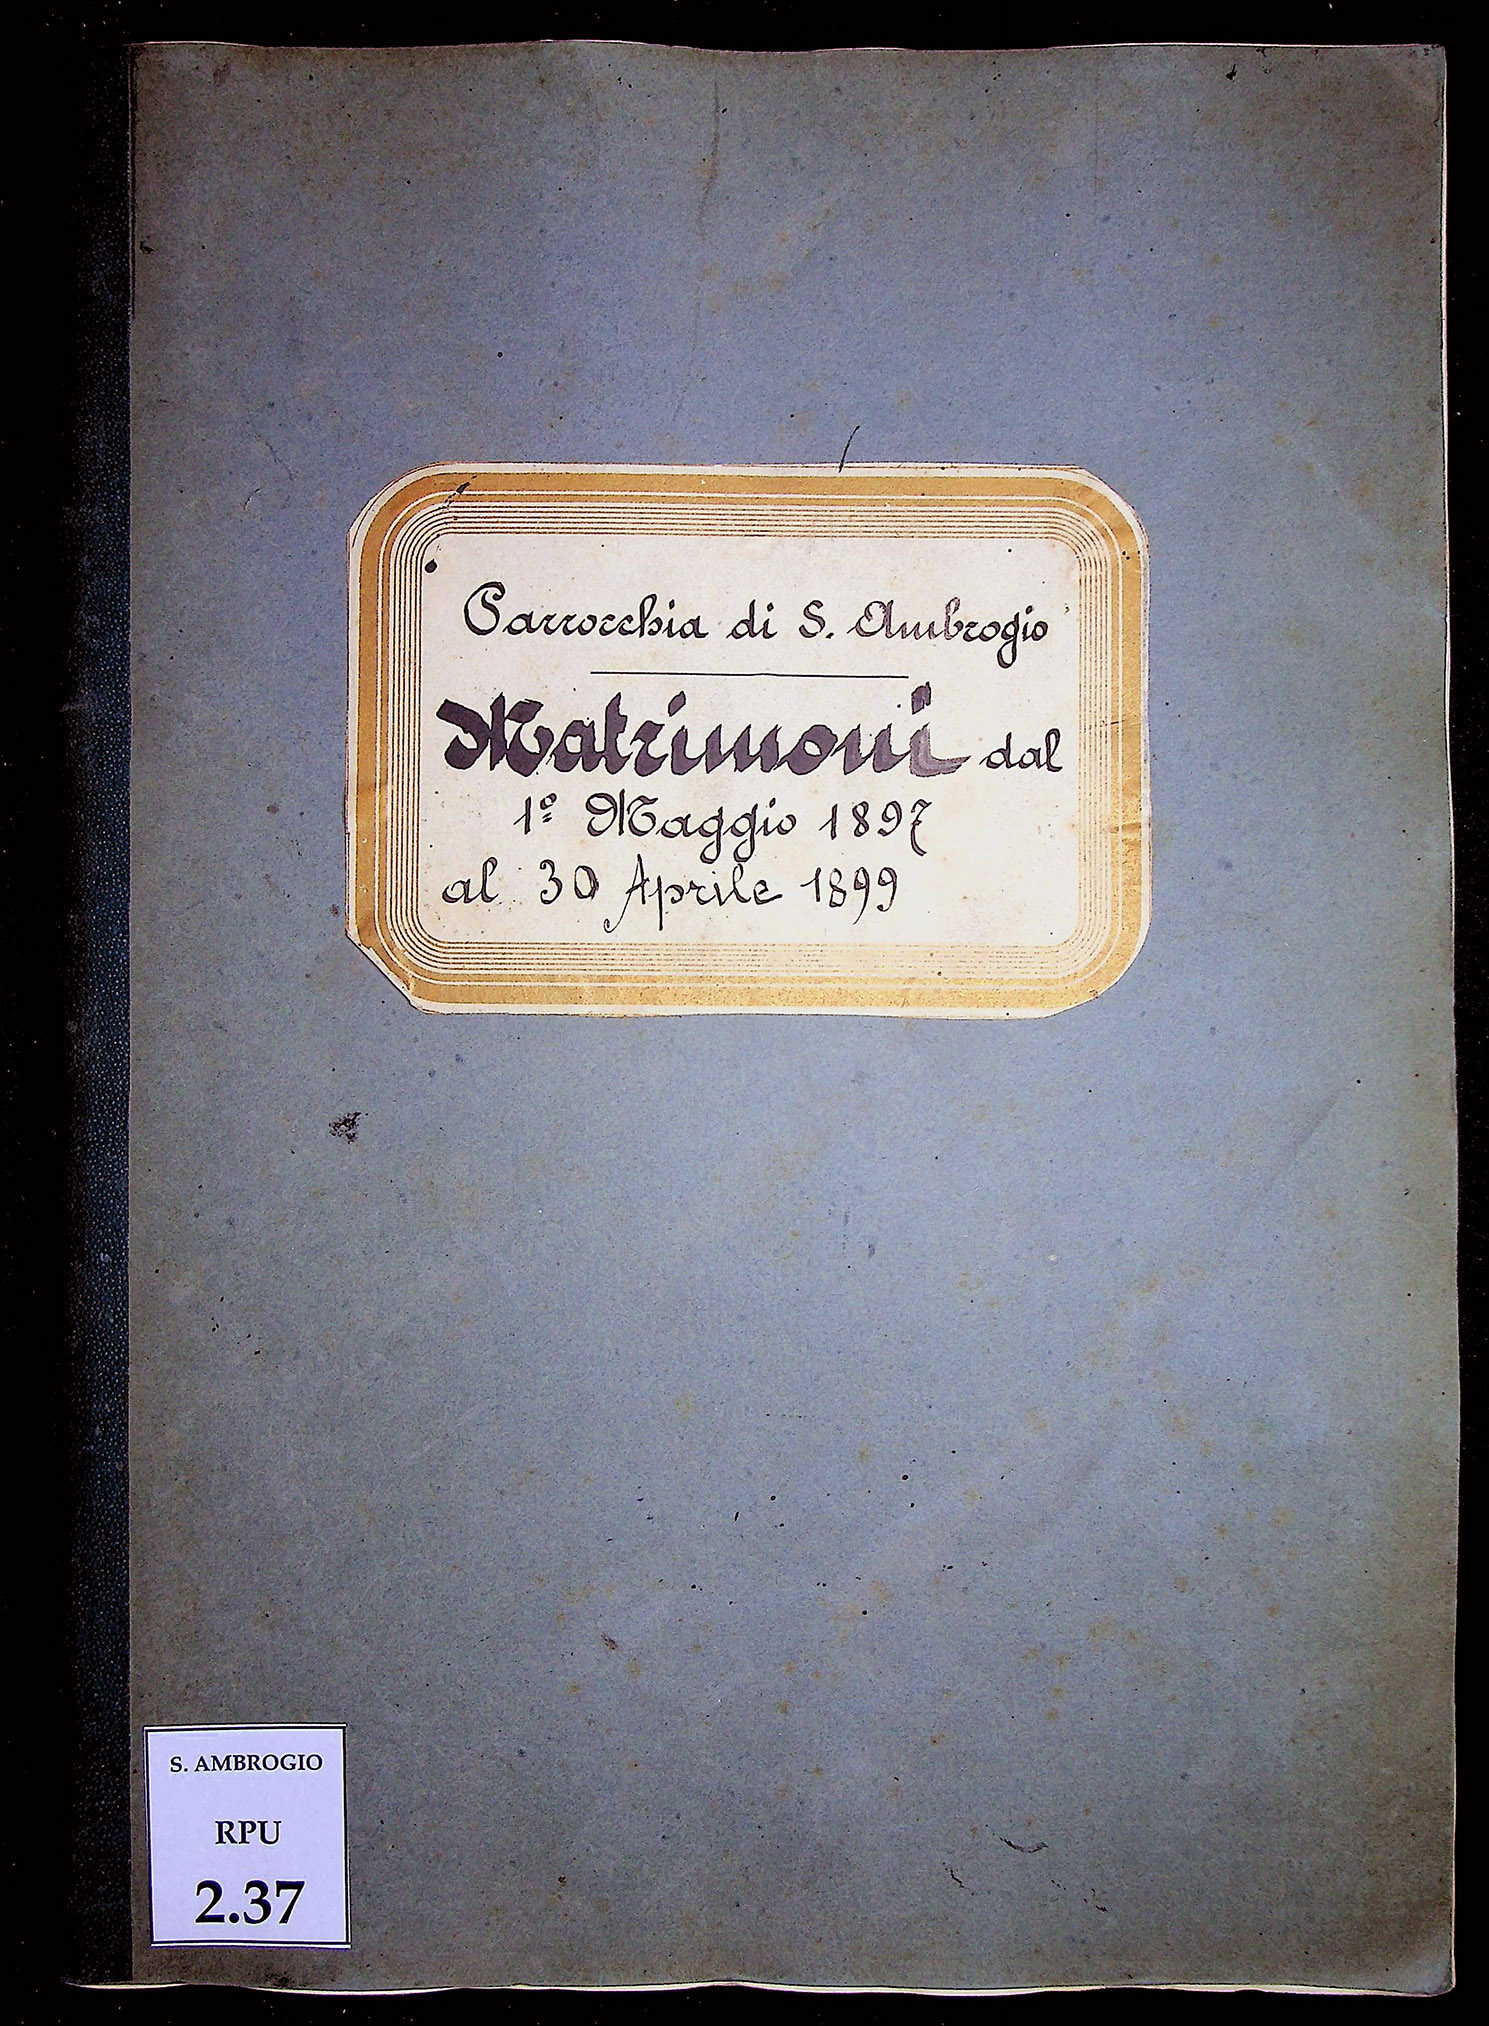 Parrocchia di S. Ambrogio
Matrimoni dal
1º Maggio 1897
al 30 Aprile 1899
S. AMBROGIO
RPU
2.37